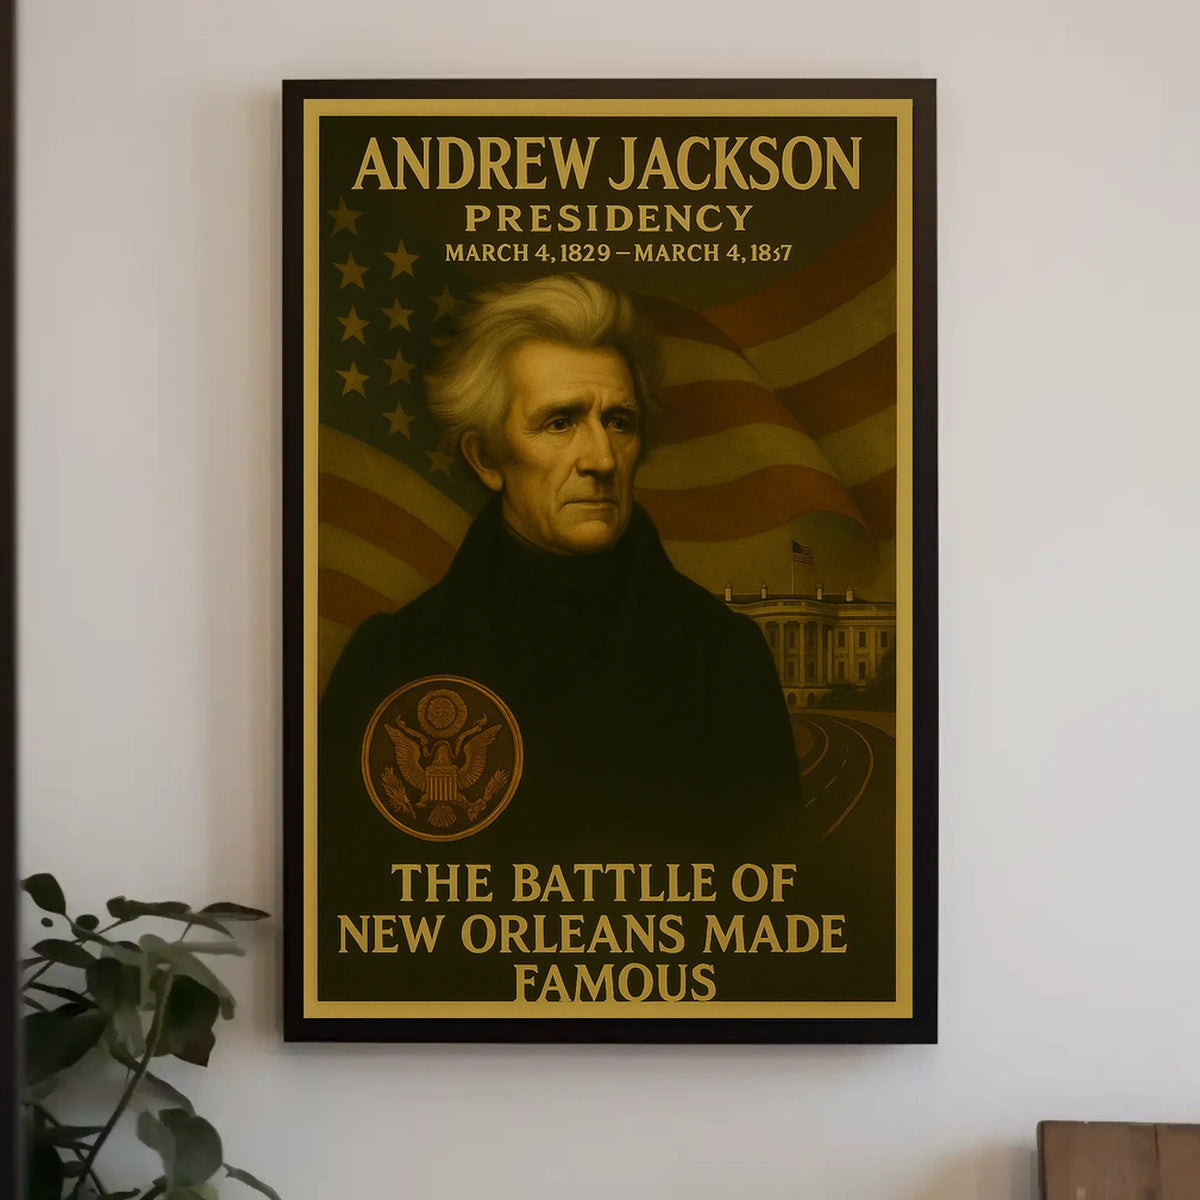 ANDREW JACKSON
PRESIDENCY
MARCH 4, 1829 – MARCH 4, 1837
THE BATTLLE OF
NEW ORLEANS MADE
FAMOUS